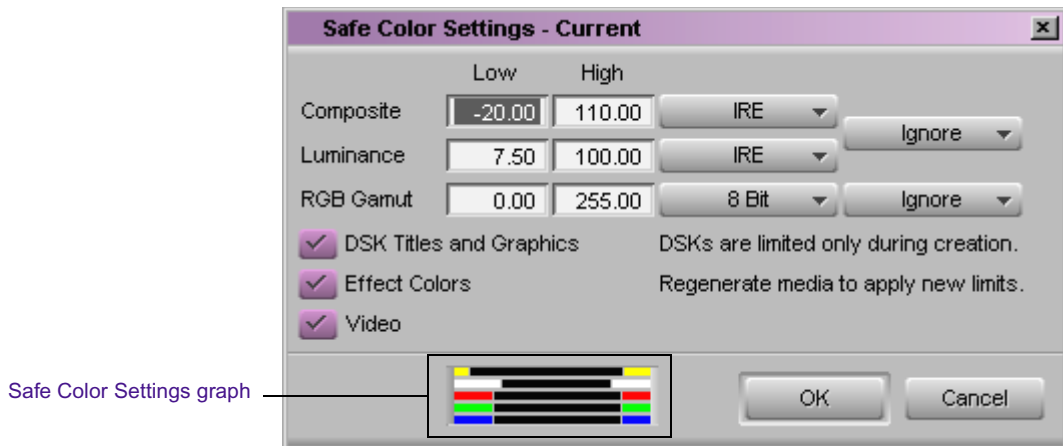 Safe Color Settings - Current
Low High
Composite -20.00 110.00 IRE Ignore
Luminance 7.50 100.00 IRE
RGB Gamut 0.00 255.00 8 Bit Ignore
DSK Titles and Graphics DSKs are limited only during creation.
Effect Colors Regenerate media to apply new limits.
Video
Safe Color Settings graph
OK Cancel